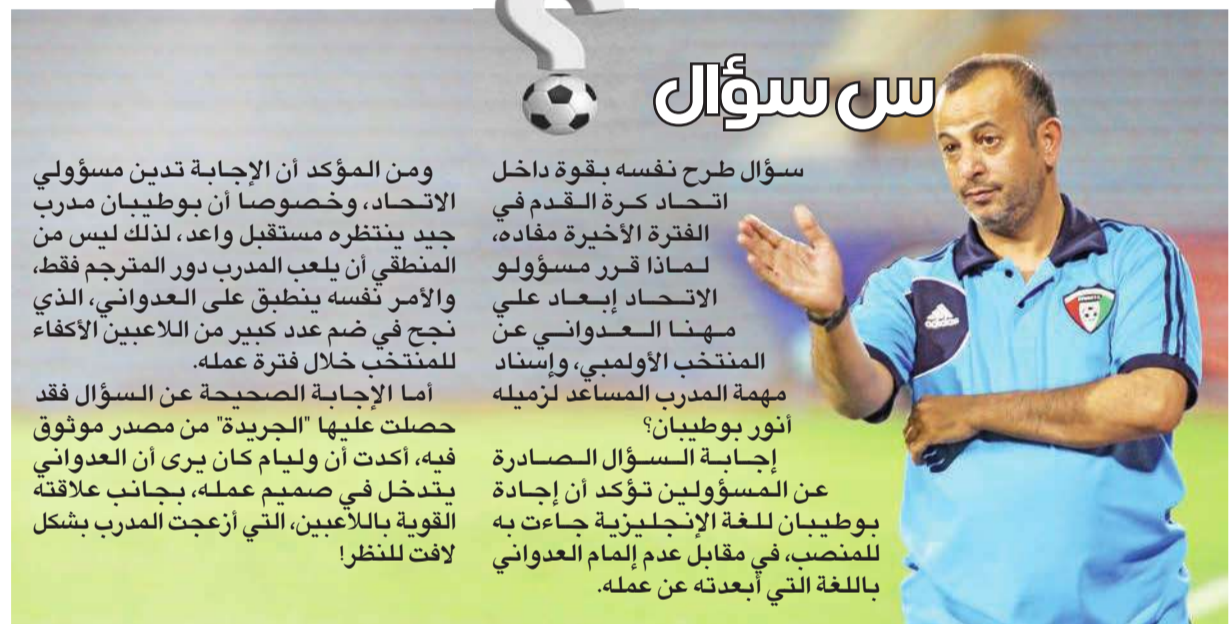 س سؤال
سؤال طرح نفسه بقوة داخل
اتحاد كرة القدم في
الفترة الأخيرة مفاده،
لماذا قرر مسؤولو
الاتحاد إبعاد علي
مهنا العدواني عن
المنتخب الأولمبي، وإسناد
مهمة المدرب المساعد لزميله
أنور بوطيبان؟
إجابة السؤال الصادرة
عن المسؤولين تؤكد أن إجادة
بوطيبان للغة الإنجليزية جاءت به
للمنصب، في مقابل عدم إلمام العدواني
باللغة التي أبعدته عن عمله.
ومن المؤكد أن الإجابة تدين مسؤولي
الاتحاد، وخصوصا أن بوطيبان مدرب
جيد ينتظره مستقبل واعد، لذلك ليس من
المنطقي أن يلعب المدرب دور المترجم فقط،
والأمر نفسه ينطبق على العدواني، الذي
نجح في ضم عدد كبير من اللاعبين الأكفاء
للمنتخب خلال فترة عمله.
أما الإجابة الصحيحة عن السؤال فقد
حصلت عليها "الجريدة" من مصدر موثوق
فيه، أكدت أن وليام كان يرى أن العدواني
يتدخل في صميم عمله، بجانب علاقته
القوية باللاعبين، التي أزعجت المدرب بشكل
لافت للنظر!
adidas